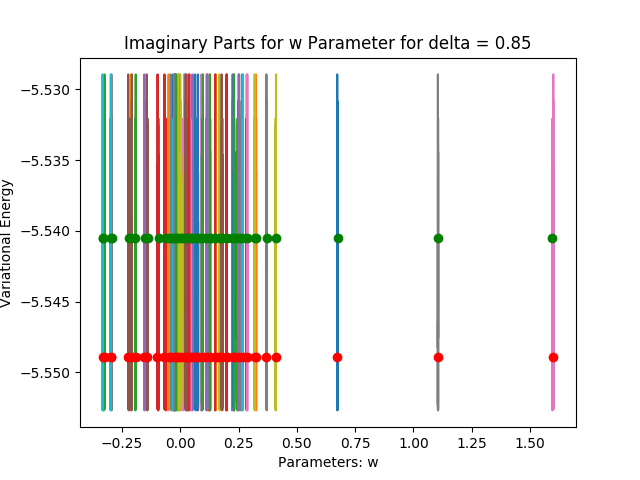 Imaginary Parts for w Parameter for delta = 0.85
Variational Energy
−5.530
−5.535
−5.540
−5.545
−5.550
−0.25 0.00 0.25 0.50 0.75 1.00 1.25 1.50
Parameters: w